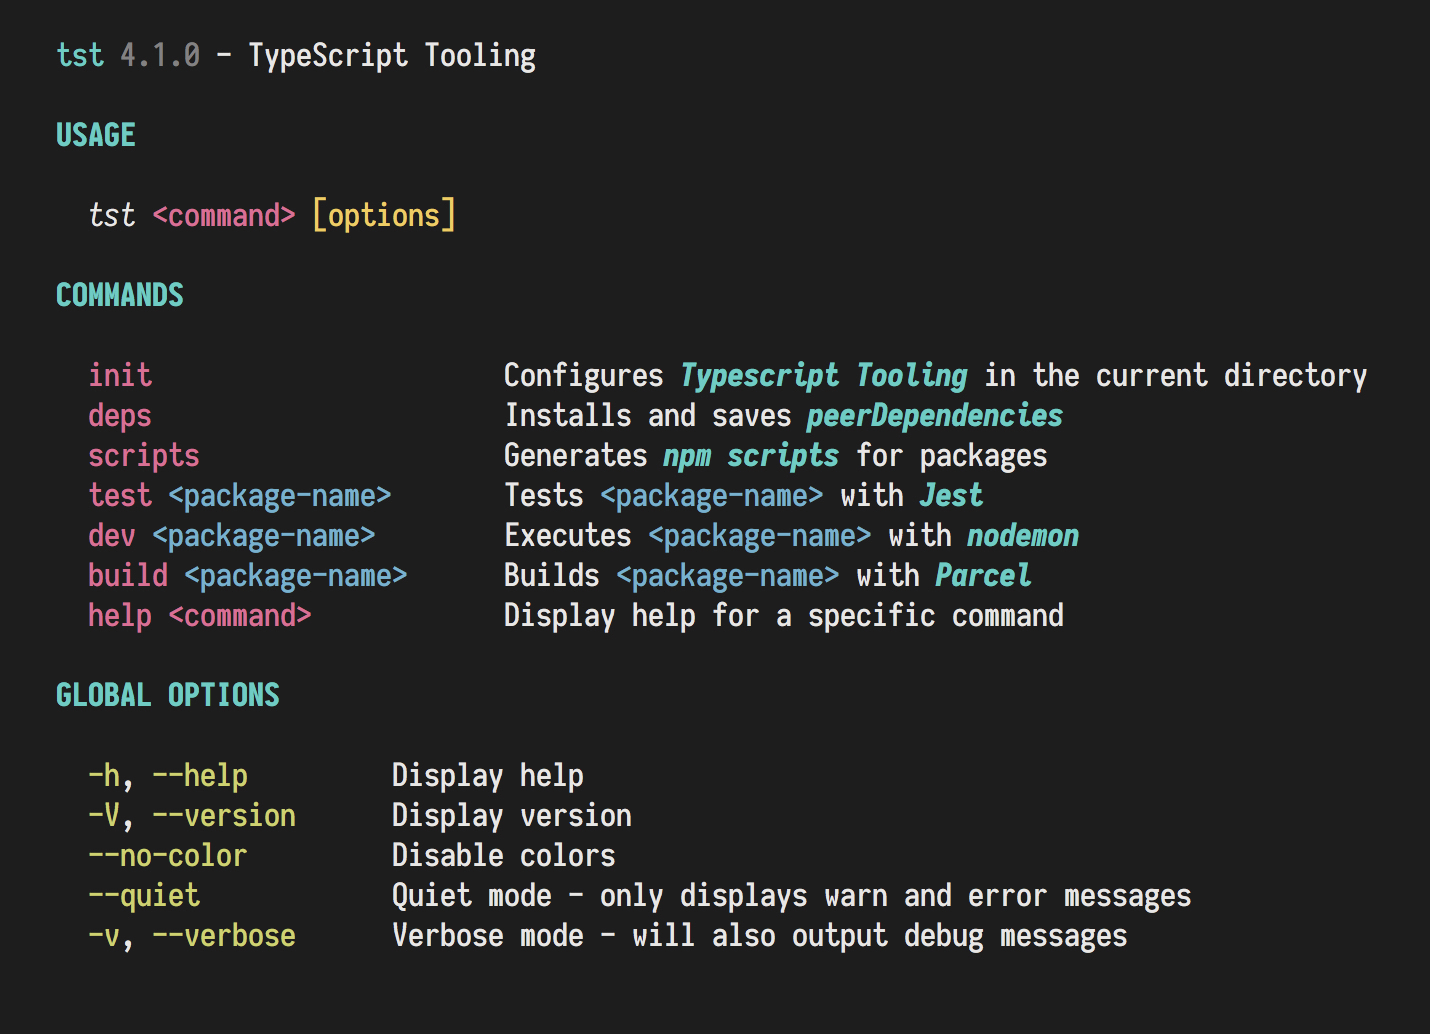 tst 4.1.0 - TypeScript Tooling
USAGE
tst <command> [options]
COMMANDS
init Configures Typescript Tooling in the current directory
deps Installs and saves peerDependencies
scripts Generates npm scripts for packages
test <package-name> Tests <package-name> with Jest
dev <package-name> Executes <package-name> with nodemon
build <package-name> Builds <package-name> with Parcel
help <command> Display help for a specific command
GLOBAL OPTIONS
-h, --help Display help
-V, --version Display version
--no-color Disable colors
--quiet Quiet mode - only displays warn and error messages
-v, --verbose Verbose mode - will also output debug messages